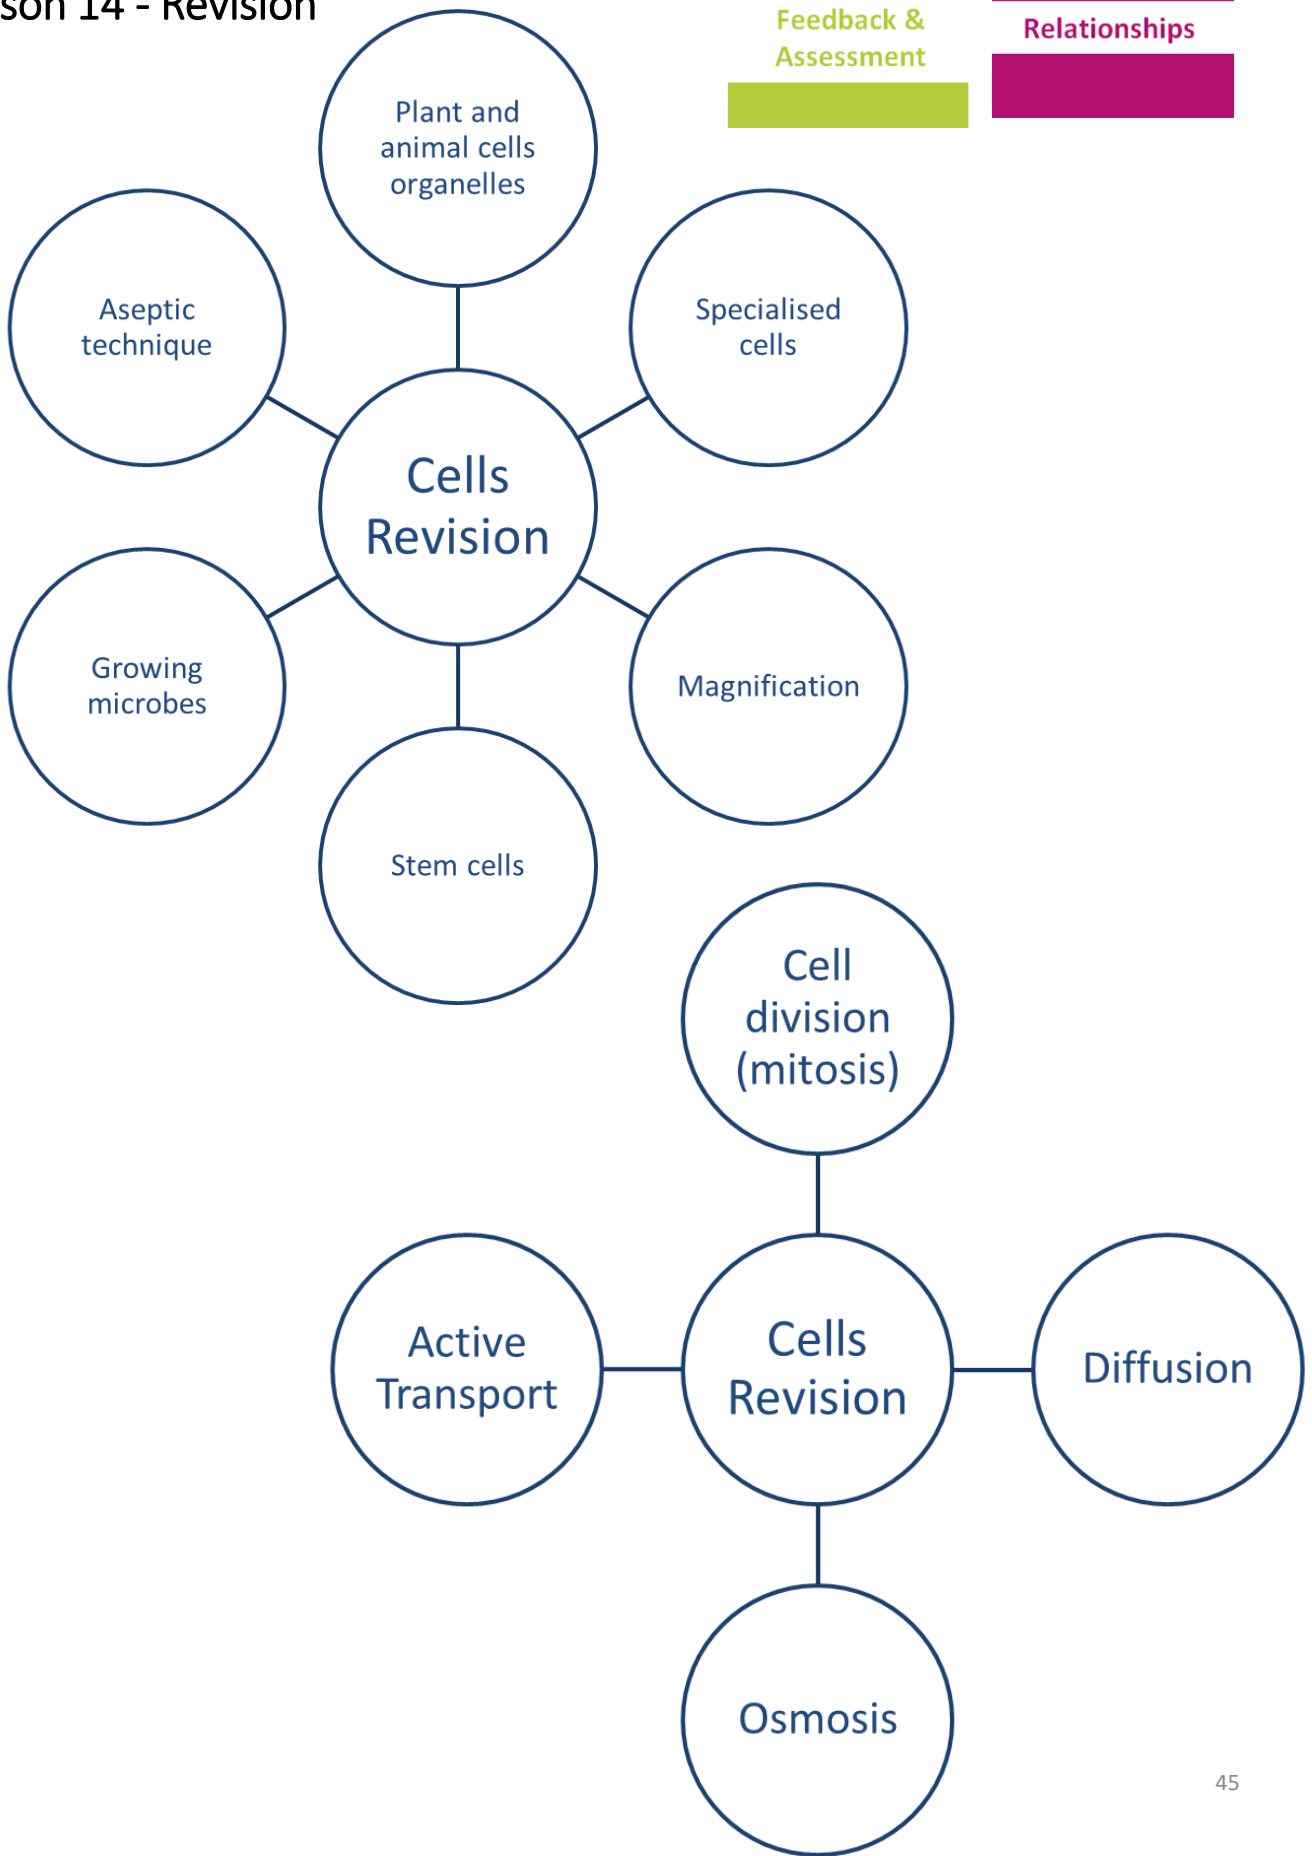 son 14 - Revision
Feedback &
Assessment
Relationships
Plant and
animal cells
organelles
Aseptic
technique
Specialised
cells
Cells
Revision
Growing
microbes
Magnification
Stem cells
Cell
division
(mitosis)
Active
Transport
Cells
Revision
Diffusion
Osmosis
45